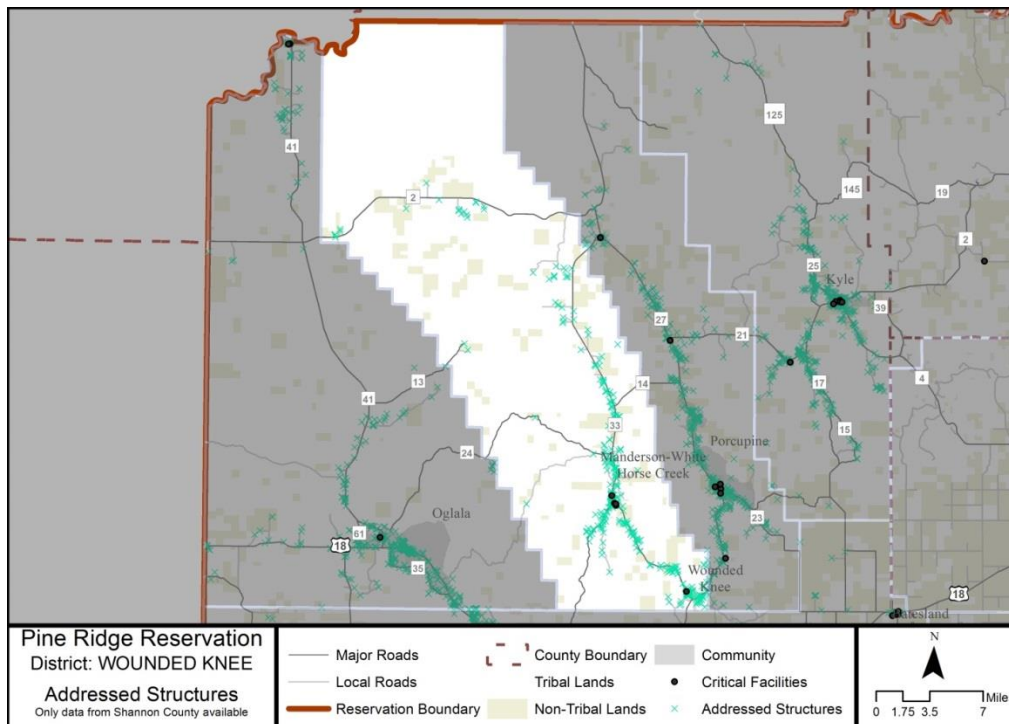 125
41
145
19
2
2
25
Kyle
27
39
21
13
14
4
17
41
33
15
24
Porcupine
Manderson-White
Horse Creek
Oglala
23
61
18
35
Wounded
Knee
18
Batesland
Pine Ridge Reservation
District: WOUNDED KNEE
Addressed Structures
Only data from Shannon County available
Major Roads
Local Roads
Reservation Boundary
County Boundary
Tribal Lands
Non-Tribal Lands
Community
Critical Facilities
Addressed Structures
N
Miles
0 1.75 3.5 7